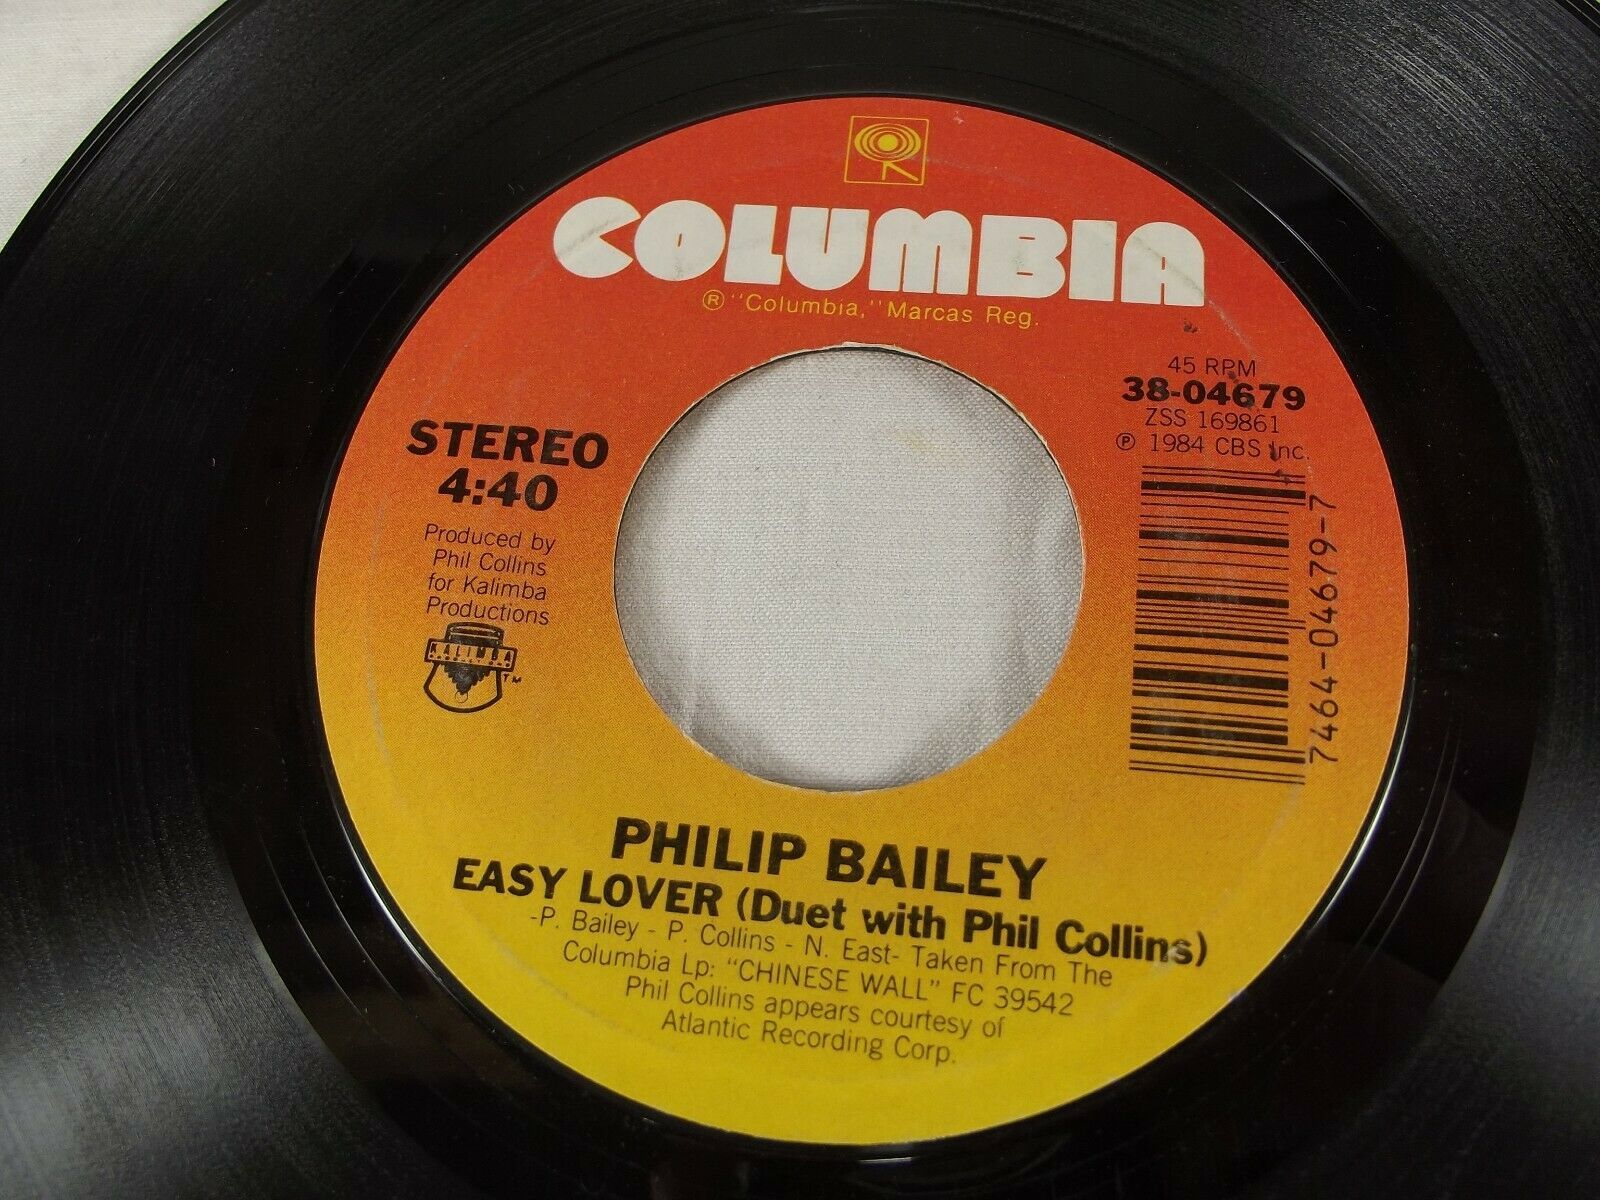 COLUMBIA
® "Columbia," Marcas Reg.
45 RPM
38-04679
ZSS 169861
℗ 1984 CBS Inc.
STEREO
4:40
Produced by
Phil Collins
for Kalimba
Productions
KALIMBA
TM
7464-04679-7
PHILIP BAILEY
EASY LOVER (Duet with Phil Collins)
-P. Bailey - P. Collins - N. East- Taken From The
Columbia Lp: "CHINESE WALL" FC 39542
Phil Collins appears courtesy of
Atlantic Recording Corp.